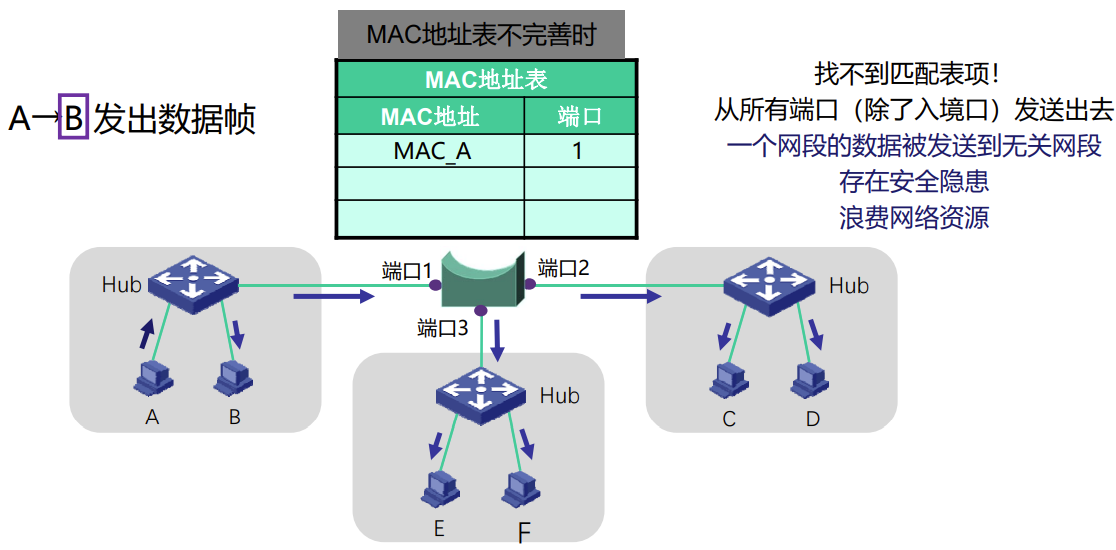 MAC地址表不完善时
MAC地址表
MAC地址 端口
MAC_A 1
A→B 发出数据帧
找不到匹配表项！
从所有端口（除了入境口）发送出去
一个网段的数据被发送到无关网段
存在安全隐患
浪费网络资源
Hub
端口1
端口2
Hub
端口3
A
B
Hub
C
D
E
F